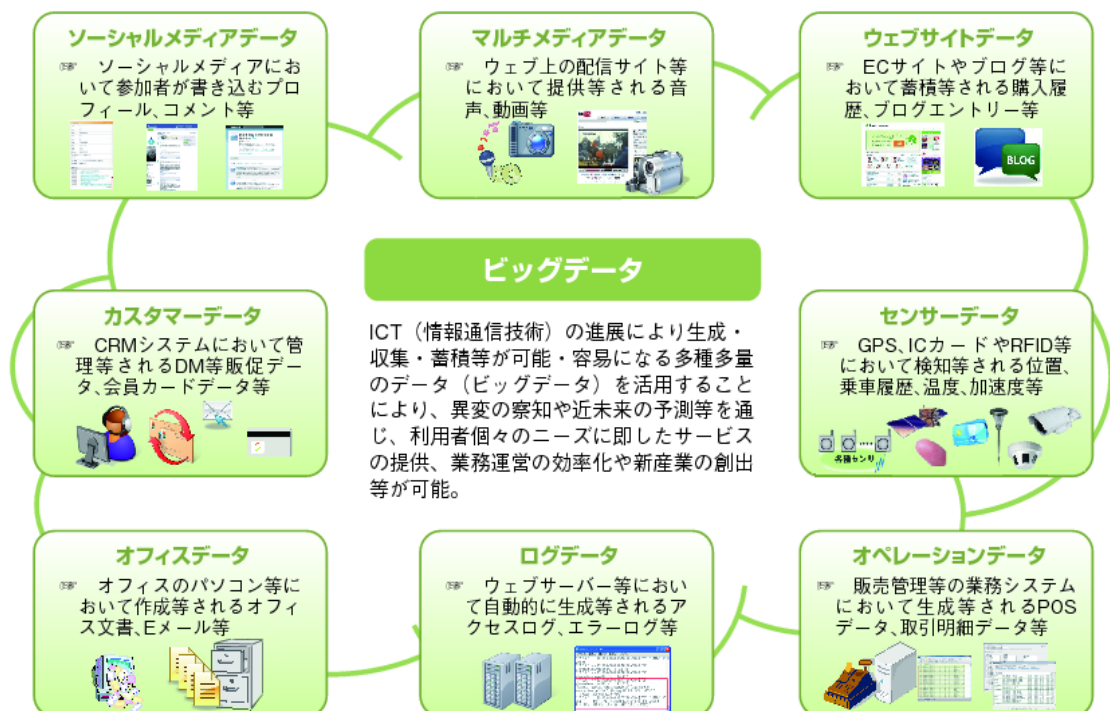 ソーシャルメディアデータ
☞ ソーシャルメディアにお
いて参加者が書き込むプロ
フィール、コメント等
マルチメディアデータ
☞ ウェブ上の配信サイト等
において提供等される音
声、動画等
ウェブサイトデータ
☞ ECサイトやブログ等に
おいて蓄積等される購入履
歴、ブログエントリー等
BLOG
ビッグデータ
ICT（情報通信技術）の進展により生成・
収集・蓄積等が可能・容易になる多種多量
のデータ（ビッグデータ）を活用すること
により、異変の察知や近未来の予測等を通
じ、利用者個々のニーズに即したサービス
の提供、業務運営の効率化や新産業の創出
等が可能。
カスタマーデータ
☞ CRMシステムにおいて管
理等されるDM等販促デー
タ、会員カードデータ等
センサーデータ
☞ GPS、ICカードやRFID等
において検知等される位置、
乗車履歴、温度、加速度等
各種センサ
オフィスデータ
☞ オフィスのパソコン等に
おいて作成等されるオフィ
ス文書、Eメール等
ログデータ
☞ ウェブサーバー等におい
て自動的に生成等されるア
クセスログ、エラーログ等
オペレーションデータ
☞ 販売管理等の業務システム
において生成等されるPOS
データ、取引明細データ等